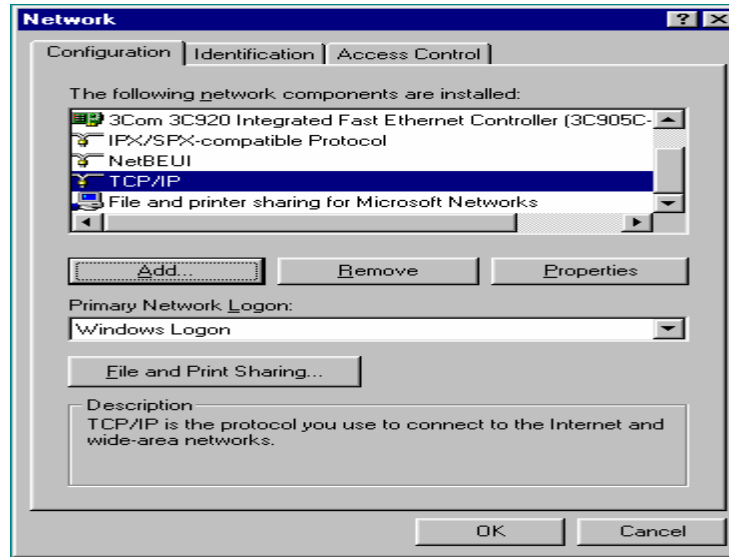 Network
Configuration Identification Access Control
The following network components are installed:
3Com 3C920 Integrated Fast Ethernet Controller (3C905C-
IPX/SPX-compatible Protocol
NetBEUI
TCP/IP
File and printer sharing for Microsoft Networks
Add... Remove Properties
Primary Network Logon:
Windows Logon
File and Print Sharing...
Description
TCP/IP is the protocol you use to connect to the Internet and
wide-area networks.
OK Cancel